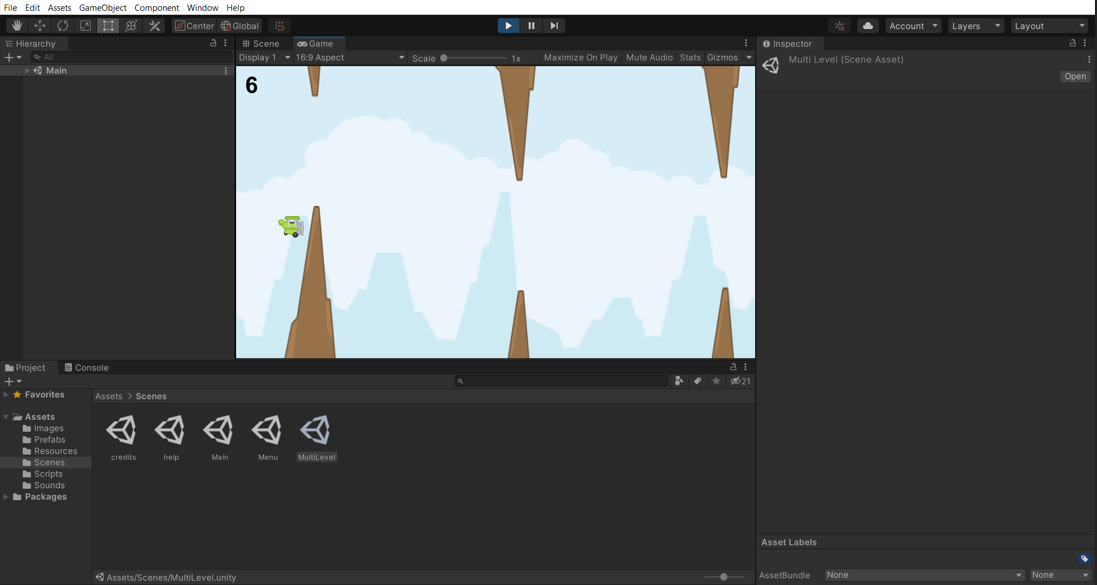 File Edit Assets GameObject Component Window Help
Center Global Account Layers Layout
Hierarchy Scene Game Inspector
All Display 1 16:9 Aspect Scale 1x Maximize On Play Mute Audio Stats Gizmos
Multi Level (Scene Asset)
Main
Open
6
Project Console
21
Favorites
Assets > Scenes
Assets
Images
Prefabs
Resources
Scenes
Scripts
Sounds
Packages
credits help Main Menu MultiLevel
Asset Labels
Assets/Scenes/MultiLevel.unity
AssetBundle None None